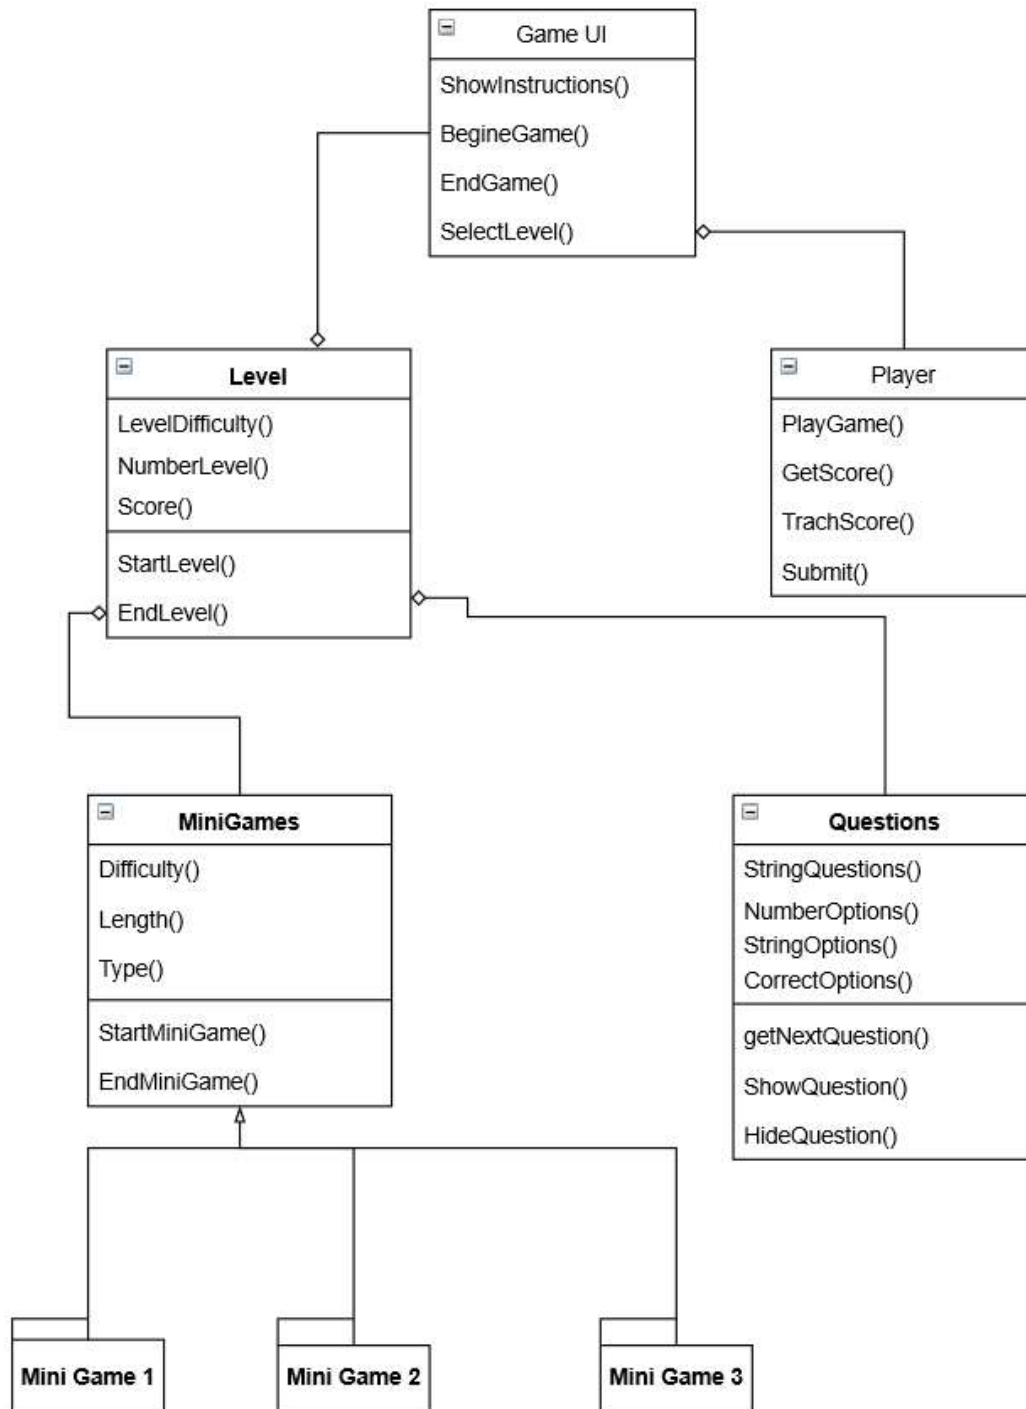 Game UI
ShowInstructions()
BegineGame()
EndGame()
SelectLevel()
Level
LevelDifficulty()
NumberLevel()
Score()
StartLevel()
EndLevel()
Player
PlayGame()
GetScore()
TrachScore()
Submit()
MiniGames
Difficulty()
Length()
Type()
StartMiniGame()
EndMiniGame()
Questions
StringQuestions()
NumberOptions()
StringOptions()
CorrectOptions()
getNextQuestion()
ShowQuestion()
HideQuestion()
Mini Game 1
Mini Game 2
Mini Game 3